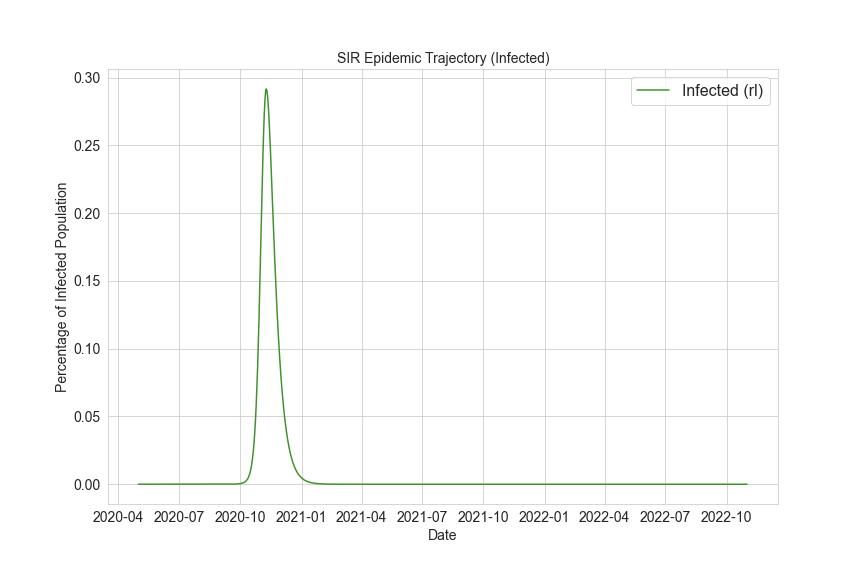 SIR Epidemic Trajectory (Infected)
Infected (rI)
Percentage of Infected Population
0.30
0.25
0.20
0.15
0.10
0.05
0.00
2020-04 2020-07 2020-10 2021-01 2021-04 2021-07 2021-10 2022-01 2022-04 2022-07 2022-10
Date